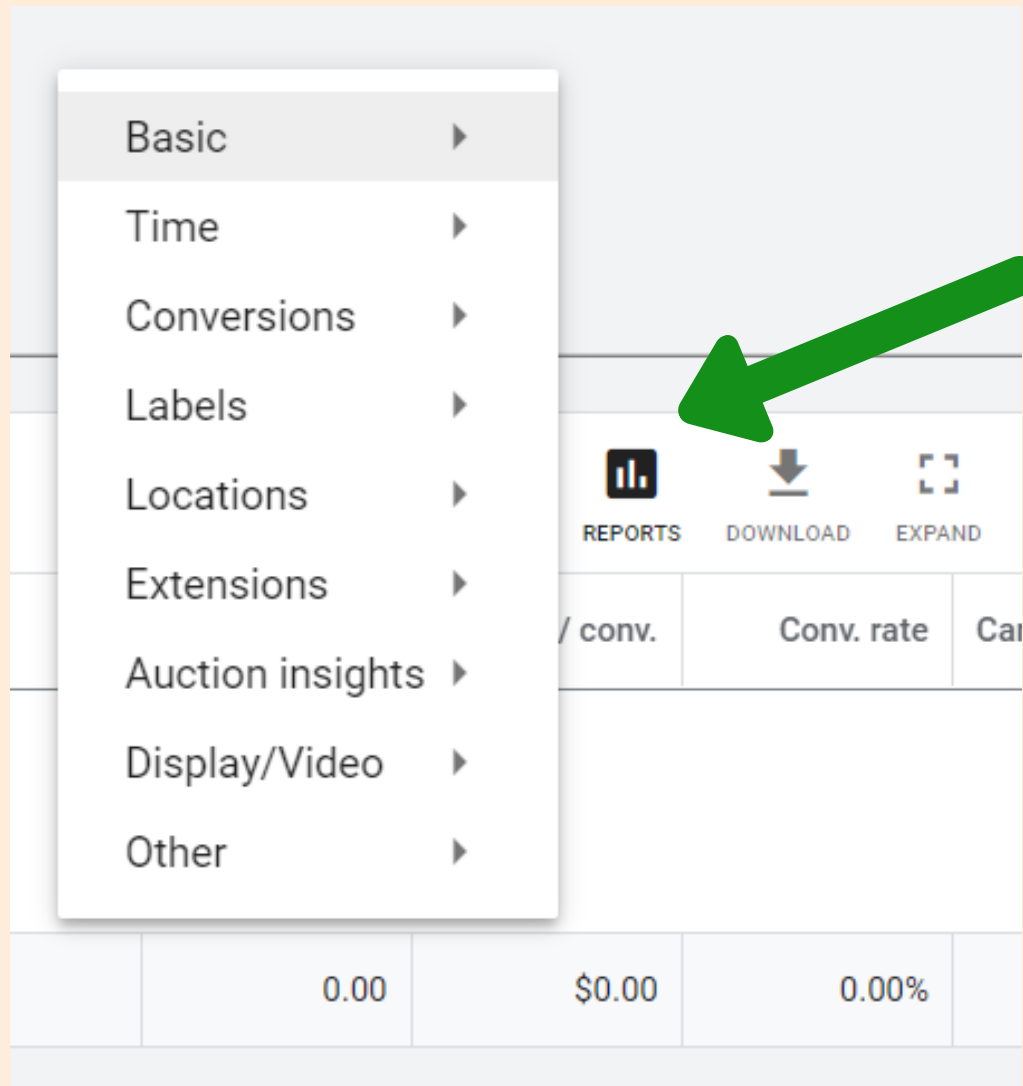 Basic
Time
Conversions
Labels
Locations
Extensions
Auction insights
Display/Video
Other
REPORTS DOWNLOAD EXPAND
/ conv. Conv. rate
0.00 $0.00 0.00%